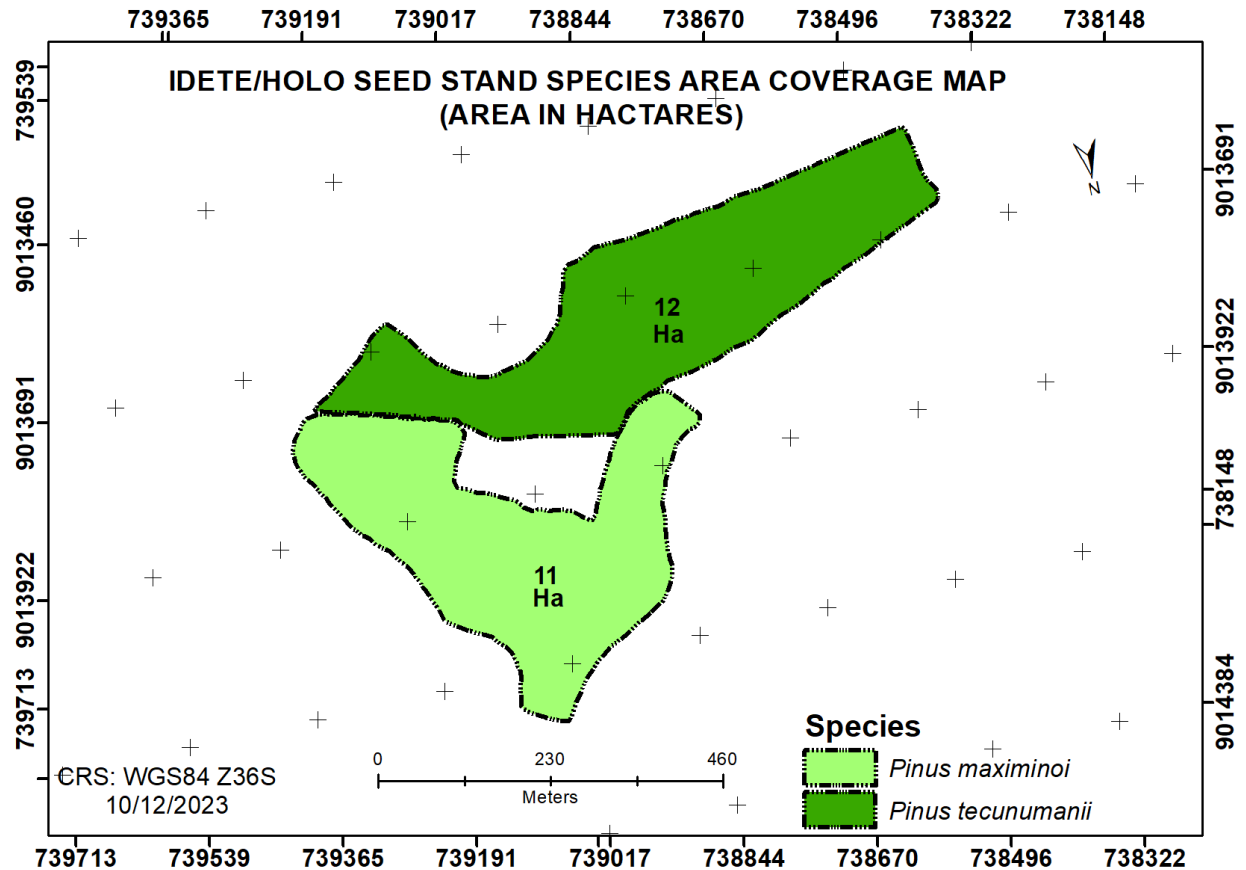 739365 739191 739017 738844 738670 738496 738322 738148
IDETE/HOLO SEED STAND SPECIES AREA COVERAGE MAP
(AREA IN HACTARES)
739539
9013460
9013691
9013922
739713
9013691
9013922
738148
9014384
N
12
Ha
11
Ha
Species
Pinus maximinoi
Pinus tecunumanii
0 230 460
Meters
CRS: WGS84 Z36S
10/12/2023
739713 739539 739365 739191 739017 738844 738670 738496 738322